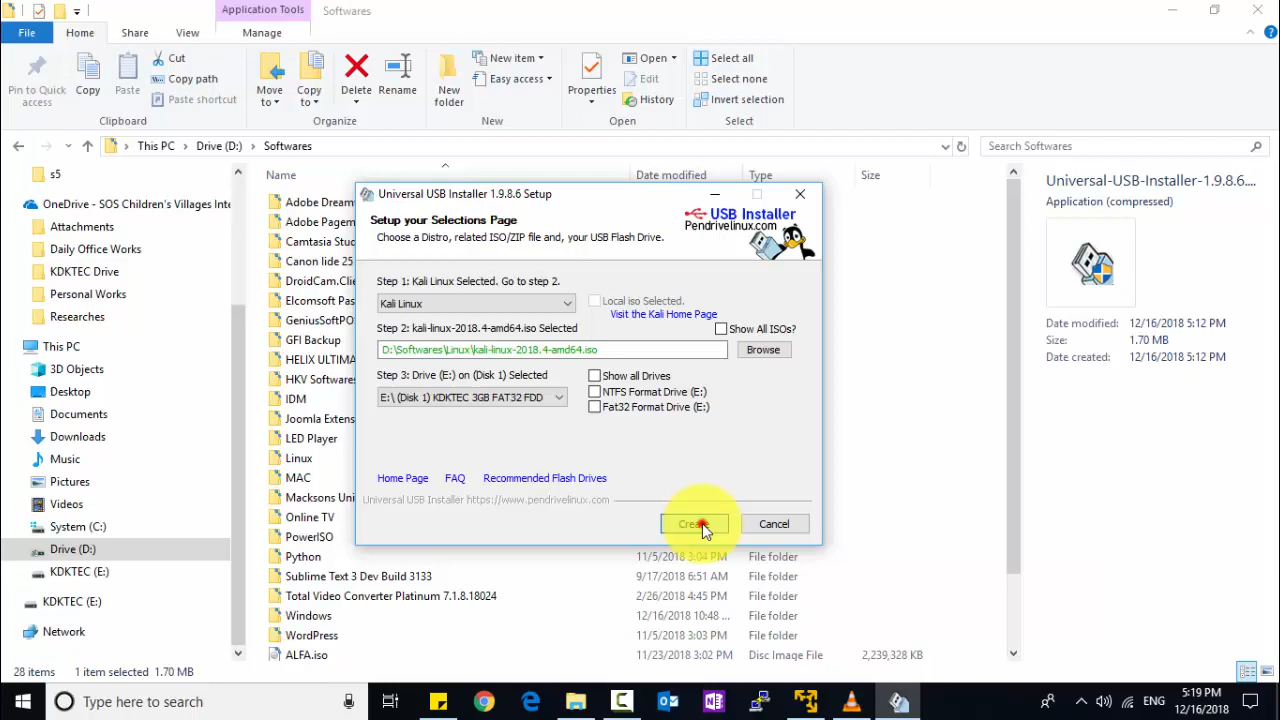 Application Tools
Softwares
File
Home
Share
View
Manage
Pin to Quick access
Copy
Paste
Cut
Copy path
Paste shortcut
Clipboard
Move to
Copy to
Delete
Rename
Organize
New folder
New item
Easy access
New
Properties
Open
Edit
History
Open
Select all
Select none
Invert selection
Select
This PC > Drive (D:) > Softwares
Search Softwares
s5
OneDrive - SOS Children's Villages Inte
Attachments
Daily Office Works
KDKTEC Drive
Personal Works
Researches
This PC
3D Objects
Desktop
Documents
Downloads
Music
Pictures
Videos
System (C:)
Drive (D:)
KDKTEC (E:)
KDKTEC (E:)
Network
Name
Date modified
Type
Size
Adobe Dream
Adobe Pagem
Camtasia Stud
Canon lide 25
DroidCam.Clie
Elcomsoft Pas
GeniusSoftPO
GFI Backup
HELIX ULTIMA
HKV Softwares
IDM
Joomla Exten
LED Player
Linux
MAC
Macksons Uni
Online TV
PowerISO
Python 11/5/2018 3:04 PM File folder
Sublime Text 3 Dev Build 3133 9/17/2018 6:51 AM File folder
Total Video Converter Platinum 7.1.8.18024 2/26/2018 4:45 PM File folder
Windows 12/16/2018 10:48 ... File folder
WordPress 11/5/2018 3:03 PM File folder
ALFA.iso 11/23/2018 3:02 PM Disc Image File 2,239,328 KB
Universal USB Installer 1.9.8.6 Setup
Setup your Selections Page
Choose a Distro, related ISO/ZIP file and, your USB Flash Drive.
USB Installer
Pendrivelinux.com
Step 1: Kali Linux Selected. Go to step 2.
Kali Linux
Local iso Selected.
Visit the Kali Home Page
Step 2: kali-linux-2018.4-amd64.iso Selected
Show All ISOs?
D:\Softwares\Linux\kali-linux-2018.4-amd64.iso
Browse
Step 3: Drive (E:) on (Disk 1) Selected
Show all Drives
E:\ (Disk 1) KDKTEC 3GB FAT32 FDD
NTFS Format Drive (E:)
Fat32 Format Drive (E:)
Home Page
FAQ
Recommended Flash Drives
Universal USB Installer https://www.pendrivelinux.com
Cancel
Universal-USB-Installer-1.9.8.6....
Application (compressed)
Date modified: 12/16/2018 5:12 PM
Size: 1.70 MB
Date created: 12/16/2018 5:12 PM
28 items 1 item selected 1.70 MB
Type here to search
ENG
5:19 PM
12/16/2018